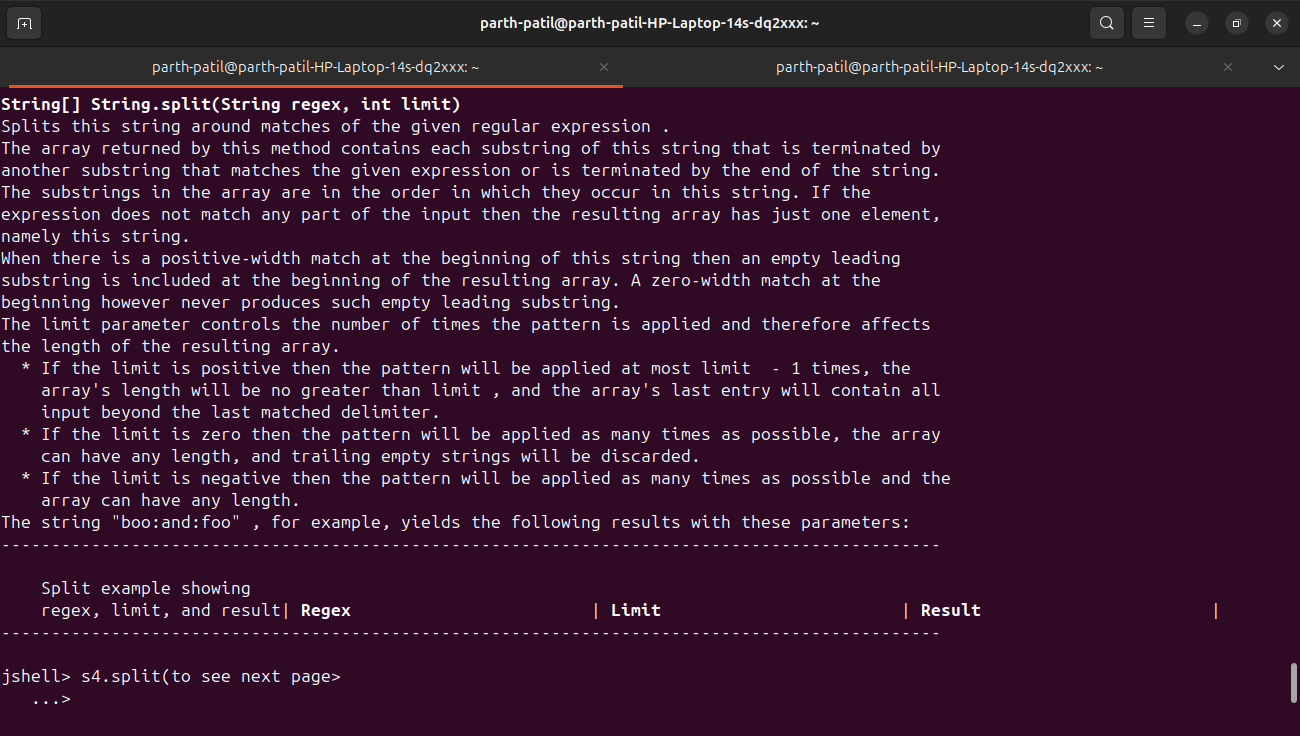 parth-patil@parth-patil-HP-Laptop-14s-dq2xxx: ~
parth-patil@parth-patil-HP-Laptop-14s-dq2xxx: ~
parth-patil@parth-patil-HP-Laptop-14s-dq2xxx: ~
String[] String.split(String regex, int limit)
Splits this string around matches of the given regular expression .
The array returned by this method contains each substring of this string that is terminated by
another substring that matches the given expression or is terminated by the end of the string.
The substrings in the array are in the order in which they occur in this string. If the
expression does not match any part of the input then the resulting array has just one element,
namely this string.
When there is a positive-width match at the beginning of this string then an empty leading
substring is included at the beginning of the resulting array. A zero-width match at the
beginning however never produces such empty leading substring.
The limit parameter controls the number of times the pattern is applied and therefore affects
the length of the resulting array.
* If the limit is positive then the pattern will be applied at most limit  - 1 times, the
array's length will be no greater than limit , and the array's last entry will contain all
input beyond the last matched delimiter.
* If the limit is zero then the pattern will be applied as many times as possible, the array
can have any length, and trailing empty strings will be discarded.
* If the limit is negative then the pattern will be applied as many times as possible and the
array can have any length.
The string "boo:and:foo" , for example, yields the following results with these parameters:
----------------------------------------------------------------------------------------------
Split example showing
regex, limit, and result| Regex                        | Limit                        | Result                       |
----------------------------------------------------------------------------------------------
jshell> s4.split(to see next page>
...>